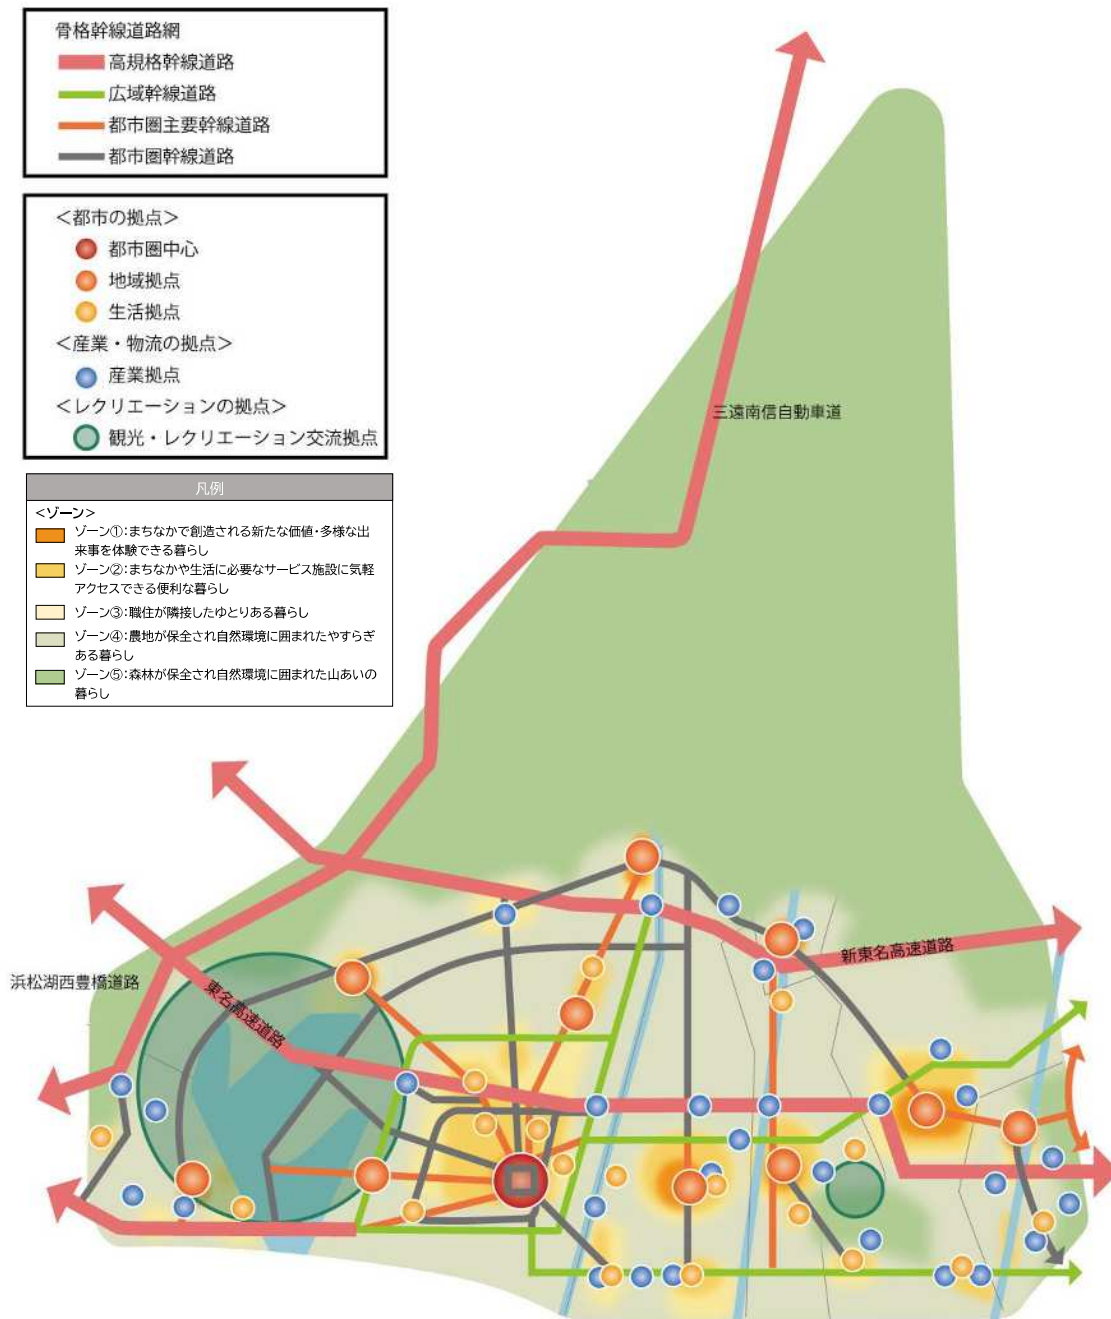 骨格幹線道路網
高規格幹線道路
広域幹線道路
都市圏主要幹線道路
都市圏幹線道路
＜都市の拠点＞
都市圏中心
地域拠点
生活拠点
＜産業・物流の拠点＞
産業拠点
＜レクリエーションの拠点＞
観光・レクリエーション交流拠点
凡例
＜ゾーン＞
ゾーン①：まちなかで創造される新たな価値・多様な出
来事を体験できる暮らし
ゾーン②：まちなかや生活に必要なサービス施設に気軽
アクセスできる便利な暮らし
ゾーン③：職住が隣接したゆとりある暮らし
ゾーン④：農地が保全され自然環境に囲まれたやすらぎ
ある暮らし
ゾーン⑤：森林が保全され自然環境に囲まれた山あいの
暮らし
三遠南信自動車道
新東名高速道路
浜松湖西豊橋道路
東名高速道路